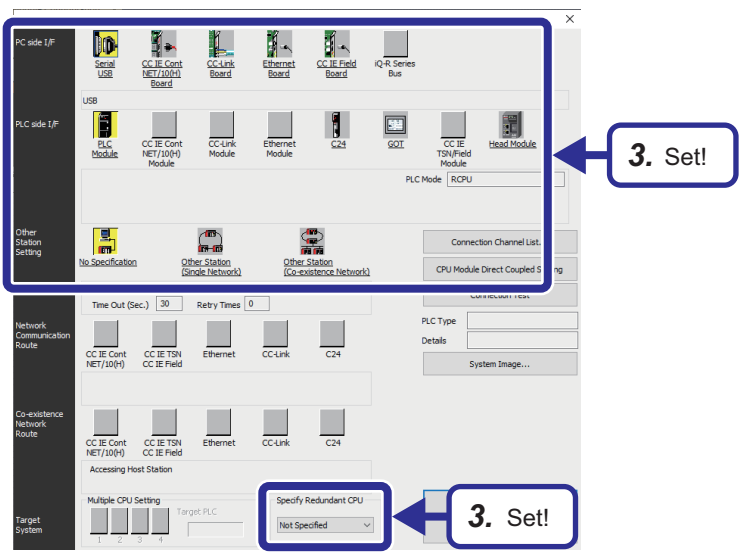 ×
PC side I/F
Serial
USB
CC IE Cont
NET/10(H)
Board
CC-Link
Board
Ethernet
Board
CC IE Field
Board
iQ-R Series
Bus
USB
PLC side I/F
PLC
Module
CC IE Cont
NET/10(H)
Module
CC-Link
Module
Ethernet
Module
C24
GOT
CC IE
TSN/Field
Module
Head Module
3. Set!
PLC Mode RCPU
Other
Station
Setting
No Specification
Other Station
(Single Network)
Other Station
(Co-existence Network)
Connection Channel List...
CPU Module Direct Coupled Setting
Connection Test
Time Out (Sec.) 30 Retry Times 0
PLC Type
Details
System Image...
Network
Communication
Route
CC IE Cont
NET/10(H)
CC IE TSN
CC IE Field
Ethernet
CC-Link
C24
Co-existence
Network
Route
CC IE Cont
NET/10(H)
CC IE TSN
CC IE Field
Ethernet
CC-Link
C24
Accessing Host Station
Target
System
Multiple CPU Setting
1 2 3 4
Target PLC
Specify Redundant CPU
Not Specified
3. Set!